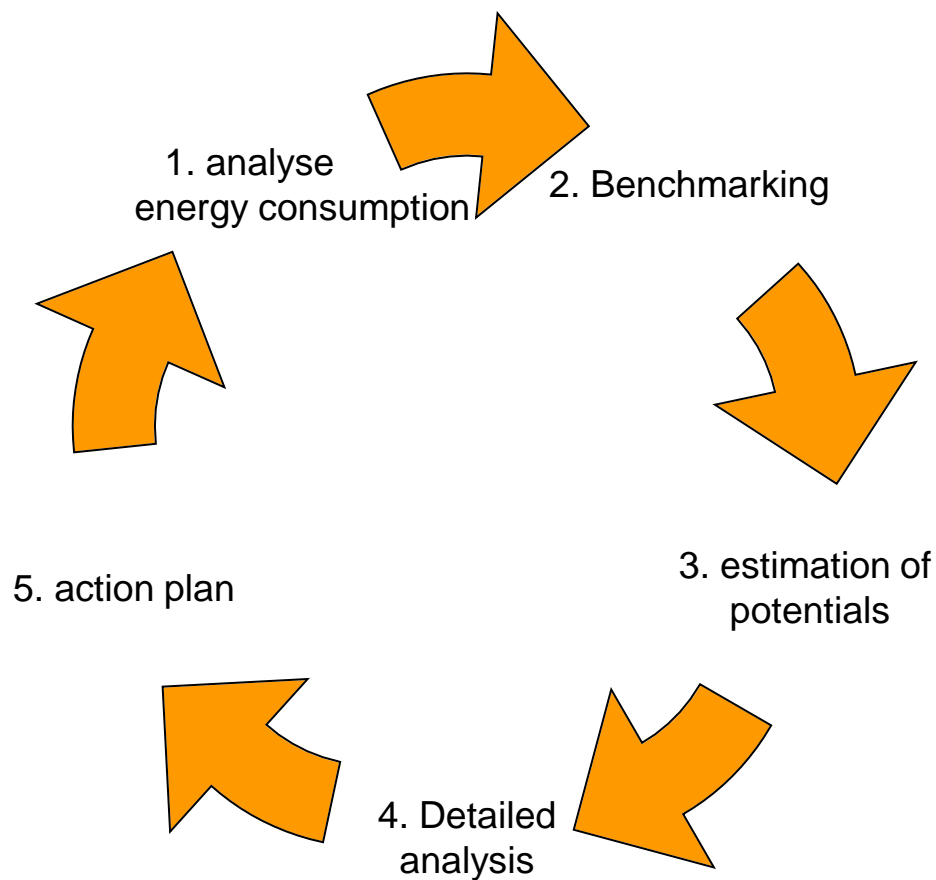 1. analyse
energy consumption
2. Benchmarking
3. estimation of
potentials
4. Detailed
analysis
5. action plan